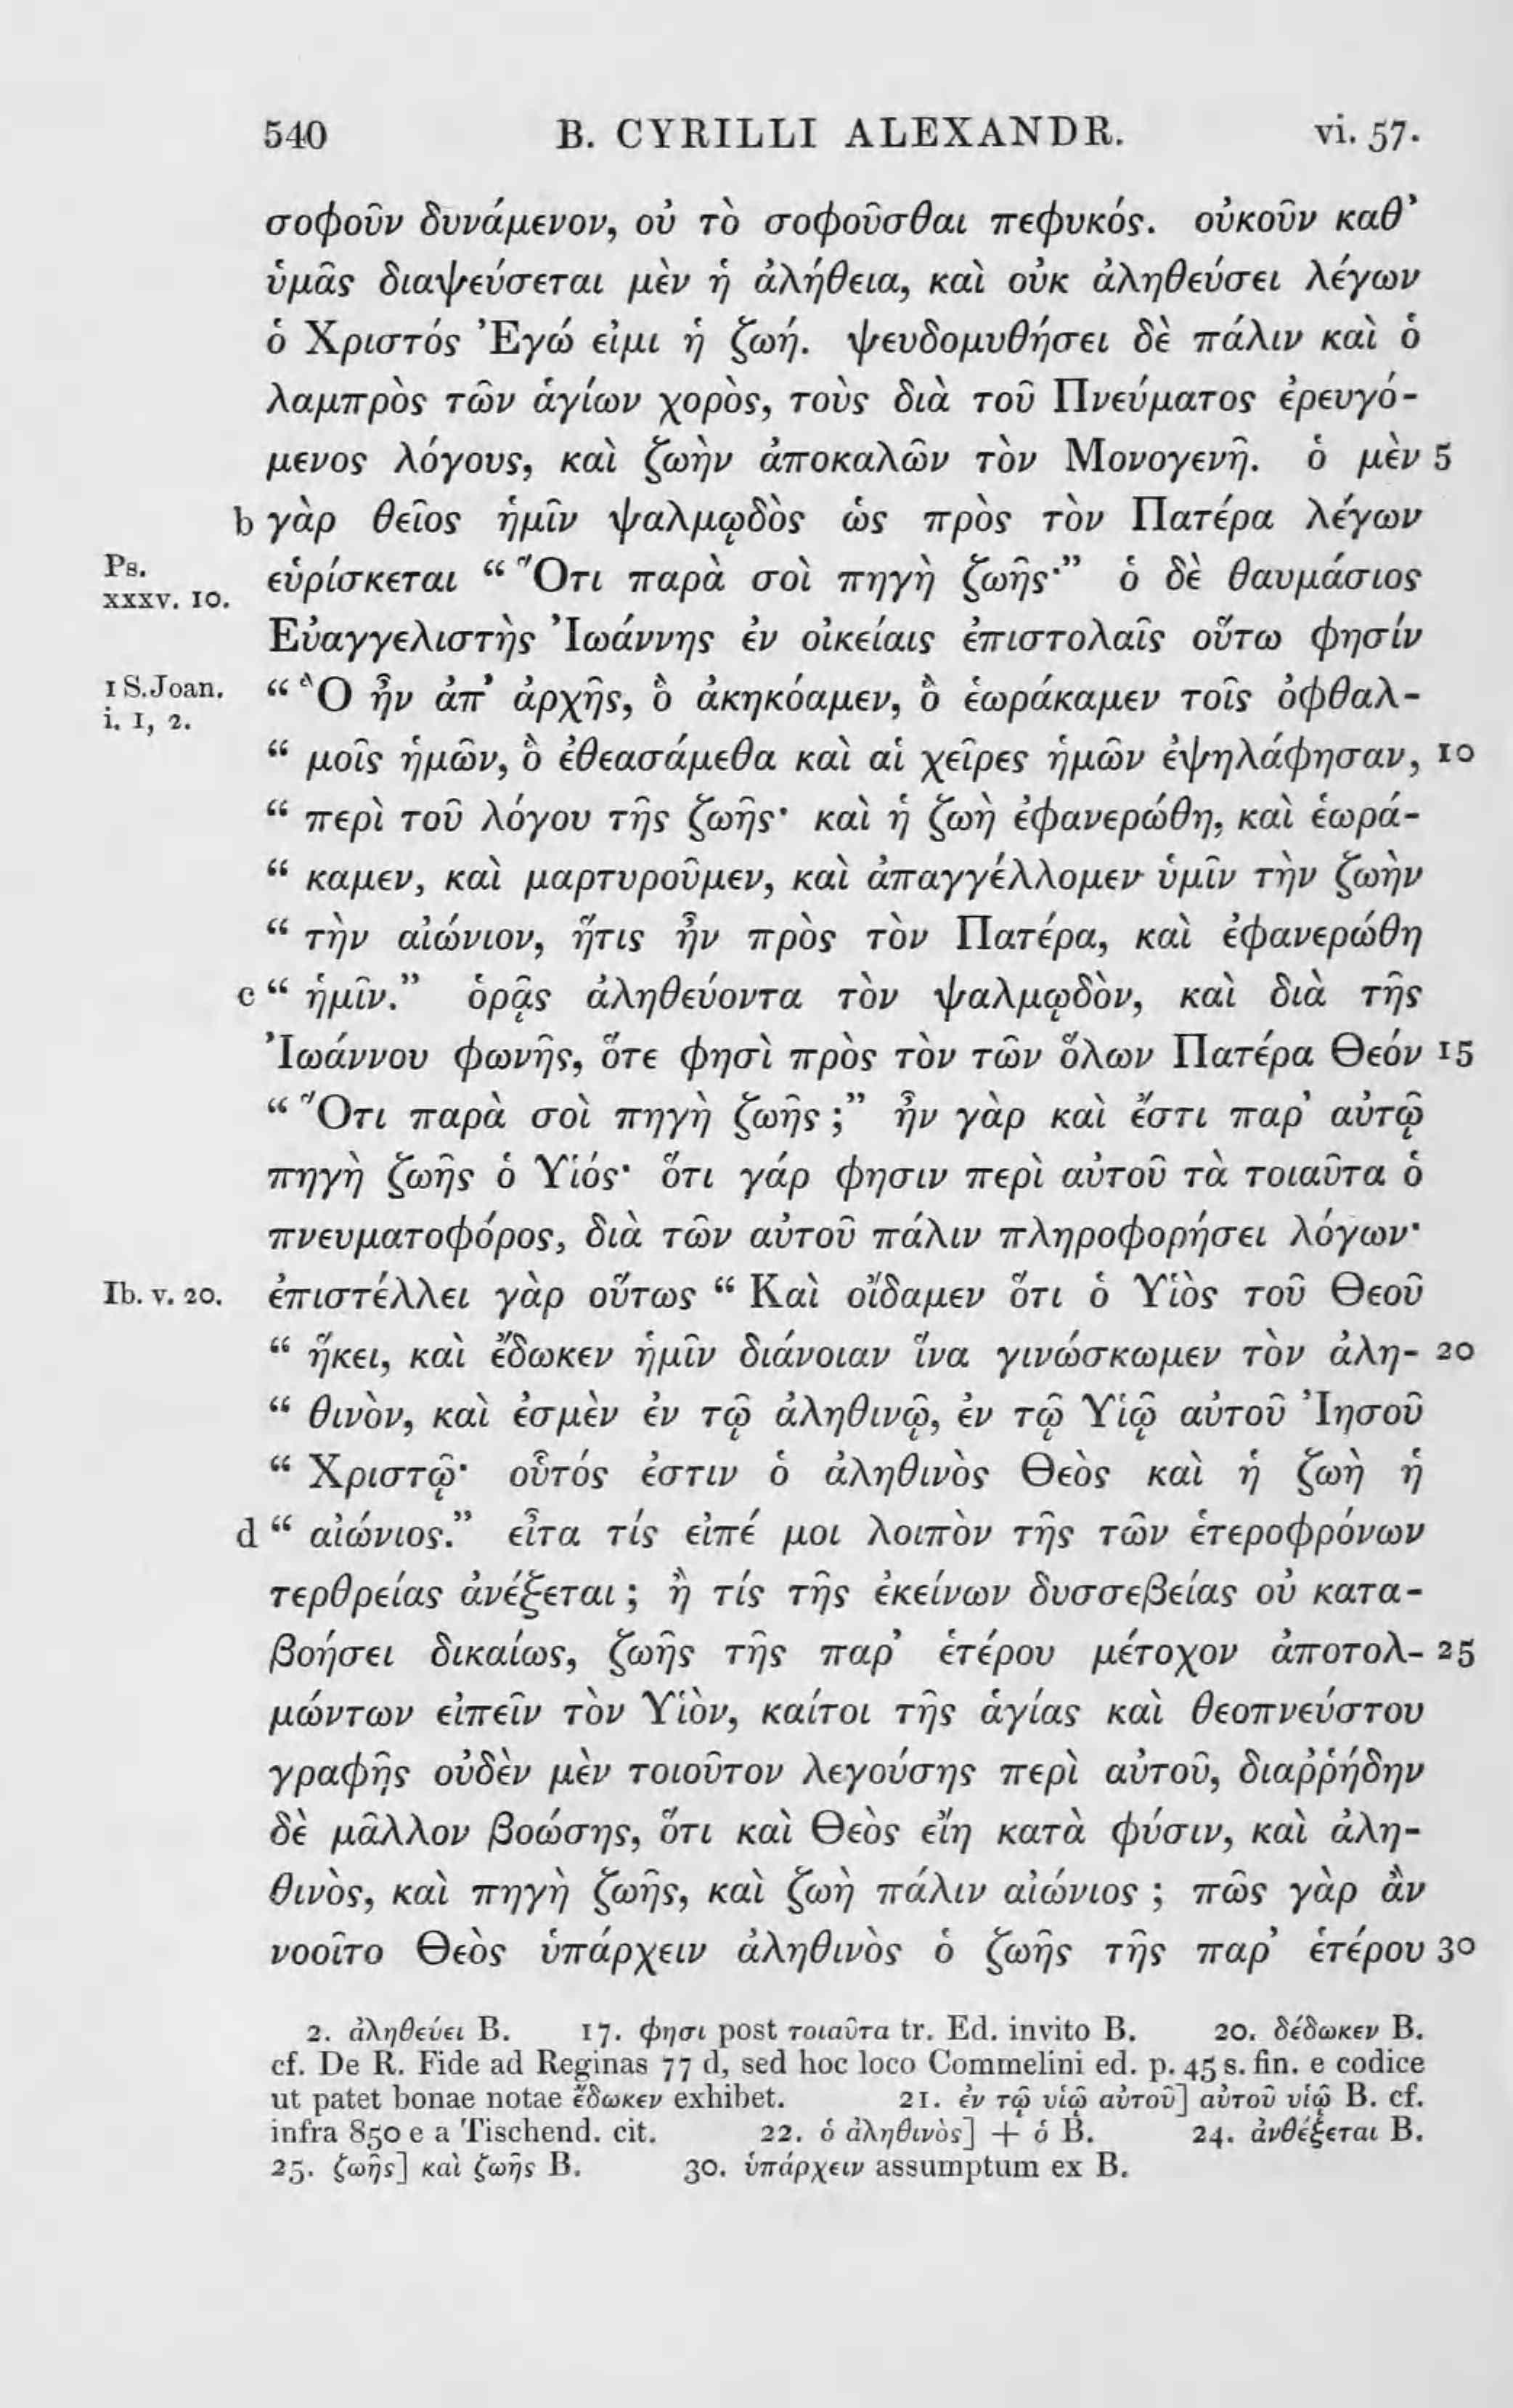 540 B. CYRILLI ALEXANDR. vi. 57.
σοφοῦν δυνάμενον, οὐ τὸ σοφοῦσθαι πεφυκός. οὐκοῦν καθ’
ὑμᾶς διαψεύσεται μὲν ἡ ἀλήθεια, καὶ οὐκ ἀληθεύσει λέγων
ὁ Χριστός Ἐγώ εἰμι ἡ ζωή. ψευδομυθήσει δὲ πάλιν καὶ ὁ
λαμπρὸς τῶν ἁγίων χορὸς, τοὺς διὰ τοῦ Πνεύματος ἐρευγό-
μενος λόγους, καὶ ζωὴν ἀποκαλῶν τὸν Μονογενῆ. ὁ μὲν 5
b γὰρ θεῖος ἡμῖν ψαλμῳδὸς ὡς πρὸς τὸν Πατέρα λέγων
Ps. xxxv. 10. εὑρίσκεται “Ὅτι παρὰ σοὶ πηγὴ ζωῆς·” ὁ δὲ θαυμάσιος
Εὐαγγελιστὴς Ἰωάννης ἐν οἰκείαις ἐπιστολαῖς οὕτω φησίν
1 S.Joan. i. 1, 2. “Ὃ ἦν ἀπ’ ἀρχῆς, ὃ ἀκηκόαμεν, ὃ ἑωράκαμεν τοῖς ὀφθαλ-
“ μοῖς ἡμῶν, ὃ ἐθεασάμεθα καὶ αἱ χεῖρες ἡμῶν ἐψηλάφησαν, 10
“ περὶ τοῦ λόγου τῆς ζωῆς· καὶ ἡ ζωὴ ἐφανερώθη, καὶ ἑωρά-
“ καμεν, καὶ μαρτυροῦμεν, καὶ ἀπαγγέλλομεν ὑμῖν τὴν ζωὴν
“ τὴν αἰώνιον, ἥτις ἦν πρὸς τὸν Πατέρα, καὶ ἐφανερώθη
c “ ἡμῖν.” ὁρᾷς ἀληθεύοντα τὸν ψαλμῳδὸν, καὶ διὰ τῆς
Ἰωάννου φωνῆς, ὅτε φησὶ πρὸς τὸν τῶν ὅλων Πατέρα Θεόν 15
“Ὅτι παρὰ σοὶ πηγὴ ζωῆς ;” ἦν γὰρ καὶ ἔστι παρ’ αὐτῷ
πηγὴ ζωῆς ὁ Υἱός· ὅτι γάρ φησιν περὶ αὐτοῦ τὰ τοιαῦτα ὁ
πνευματοφόρος, διὰ τῶν αὐτοῦ πάλιν πληροφορήσει λόγων·
Ib. v. 20. ἐπιστέλλει γὰρ οὕτως “ Καὶ οἴδαμεν ὅτι ὁ Υἱὸς τοῦ Θεοῦ
“ ἥκει, καὶ ἔδωκεν ἡμῖν διάνοιαν ἵνα γινώσκωμεν τὸν ἀλη- 20
“ θινὸν, καὶ ἐσμὲν ἐν τῷ ἀληθινῷ, ἐν τῷ Υἱῷ αὐτοῦ Ἰησοῦ
“ Χριστῷ· οὗτός ἐστιν ὁ ἀληθινὸς Θεὸς καὶ ἡ ζωὴ ἡ
d “ αἰώνιος.” εἶτα τίς εἰπέ μοι λοιπὸν τῆς τῶν ἑτεροφρόνων
τερθρείας ἀνέξεται ; ἢ τίς τῆς ἐκείνων δυσσεβείας οὐ κατα-
βοήσει δικαίως, ζωῆς τῆς παρ’ ἑτέρου μέτοχον ἀποτολ- 25
μώντων εἰπεῖν τὸν Υἱὸν, καίτοι τῆς ἁγίας καὶ θεοπνεύστου
γραφῆς οὐδὲν μὲν τοιοῦτον λεγούσης περὶ αὐτοῦ, διαῤῥήδην
δὲ μᾶλλον βοώσης, ὅτι καὶ Θεὸς εἴη κατὰ φύσιν, καὶ ἀλη-
θινὸς, καὶ πηγὴ ζωῆς, καὶ ζωὴ πάλιν αἰώνιος ; πῶς γὰρ ἂν
νοοῖτο Θεὸς ὑπάρχειν ἀληθινὸς ὁ ζωῆς τῆς παρ’ ἑτέρου 30
2. ἀληθεύει B. 17. φησι post τοιαῦτα tr. Ed. invito B. 20. δέδωκεν B.
cf. De R. Fide ad Reginas 77 d, sed hoc loco Commelini ed. p. 45 s. fin. e codice
ut patet bonae notae ἔδωκεν exhibet. 21. ἐν τῷ υἱῷ αὐτοῦ] αὐτοῦ υἱῷ B. cf.
infra 850 e a Tischend. cit. 22. ὁ ἀληθινὸς] + ὁ B. 24. ἀνθέξεται B.
25. ζωῆς] καὶ ζωῆς B. 30. ὑπάρχειν assumptum ex B.